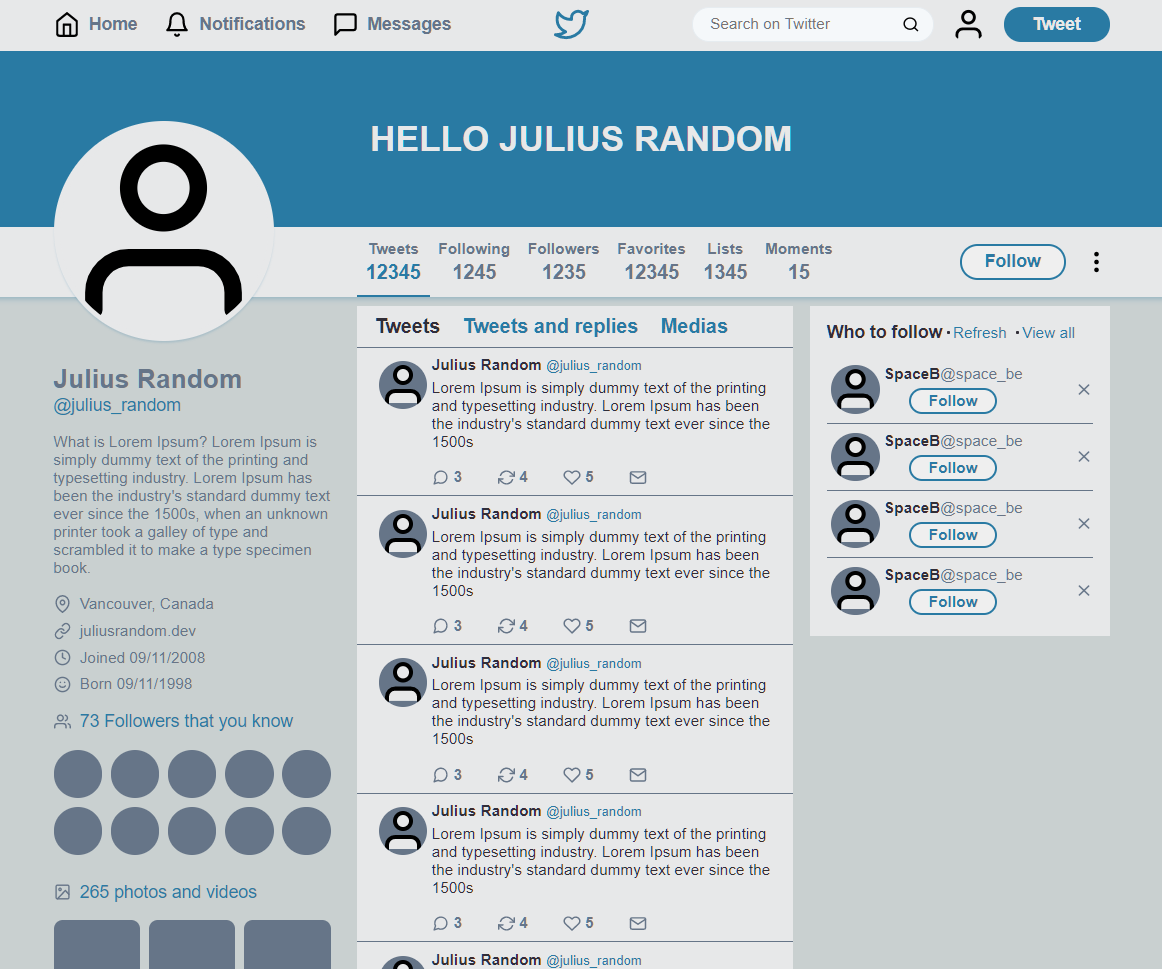 Home Notifications Messages Search on Twitter Tweet
HELLO JULIUS RANDOM
Tweets Following Followers Favorites Lists Moments
12345 1245 1235 12345 1345 15
Follow
Julius Random
@julius_random
What is Lorem Ipsum? Lorem Ipsum is
simply dummy text of the printing and
typesetting industry. Lorem Ipsum has
been the industry's standard dummy text
ever since the 1500s, when an unknown
printer took a galley of type and
scrambled it to make a type specimen
book.
Vancouver, Canada
juliusrandom.dev
Joined 09/11/2008
Born 09/11/1998
73 Followers that you know
265 photos and videos
Tweets Tweets and replies Medias
Julius Random @julius_random
Lorem Ipsum is simply dummy text of the printing
and typesetting industry. Lorem Ipsum has been
the industry's standard dummy text ever since the
1500s
3 4 5
Julius Random @julius_random
Lorem Ipsum is simply dummy text of the printing
and typesetting industry. Lorem Ipsum has been
the industry's standard dummy text ever since the
1500s
3 4 5
Julius Random @julius_random
Lorem Ipsum is simply dummy text of the printing
and typesetting industry. Lorem Ipsum has been
the industry's standard dummy text ever since the
1500s
3 4 5
Julius Random @julius_random
Lorem Ipsum is simply dummy text of the printing
and typesetting industry. Lorem Ipsum has been
the industry's standard dummy text ever since the
1500s
3 4 5
Julius Random @julius_random
Who to follow · Refresh · View all
SpaceB@space_be
Follow
SpaceB@space_be
Follow
SpaceB@space_be
Follow
SpaceB@space_be
Follow